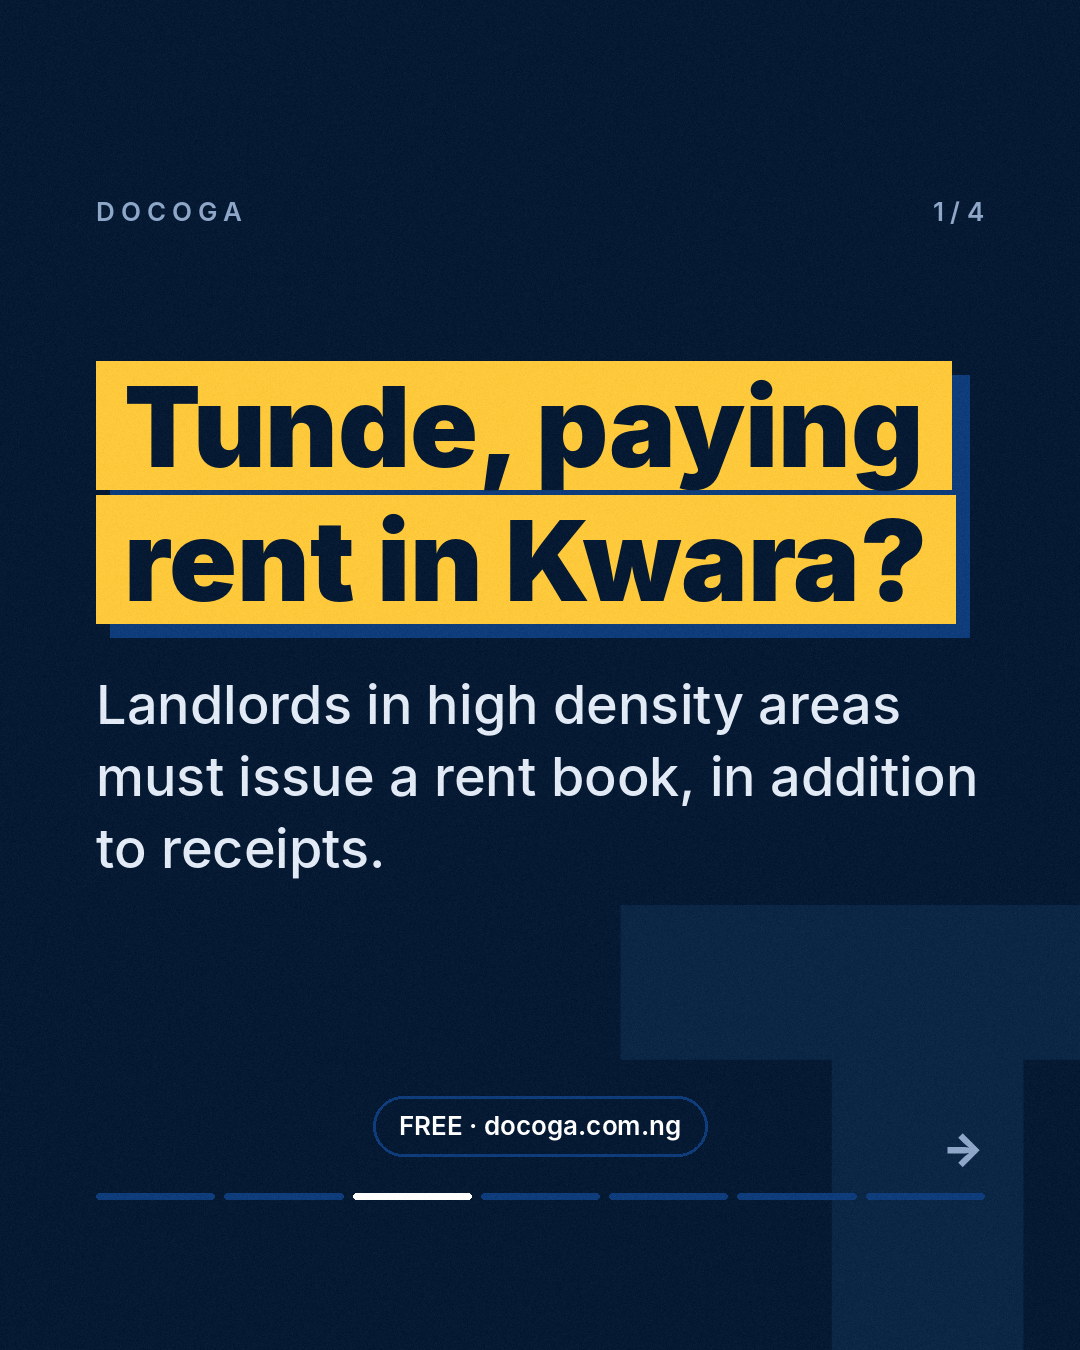 DOCOGA
1/4
Tunde, paying
rent in Kwara?
Landlords in high density areas
must issue a rent book, in addition
to receipts.
T
FREE · docoga.com.ng
→